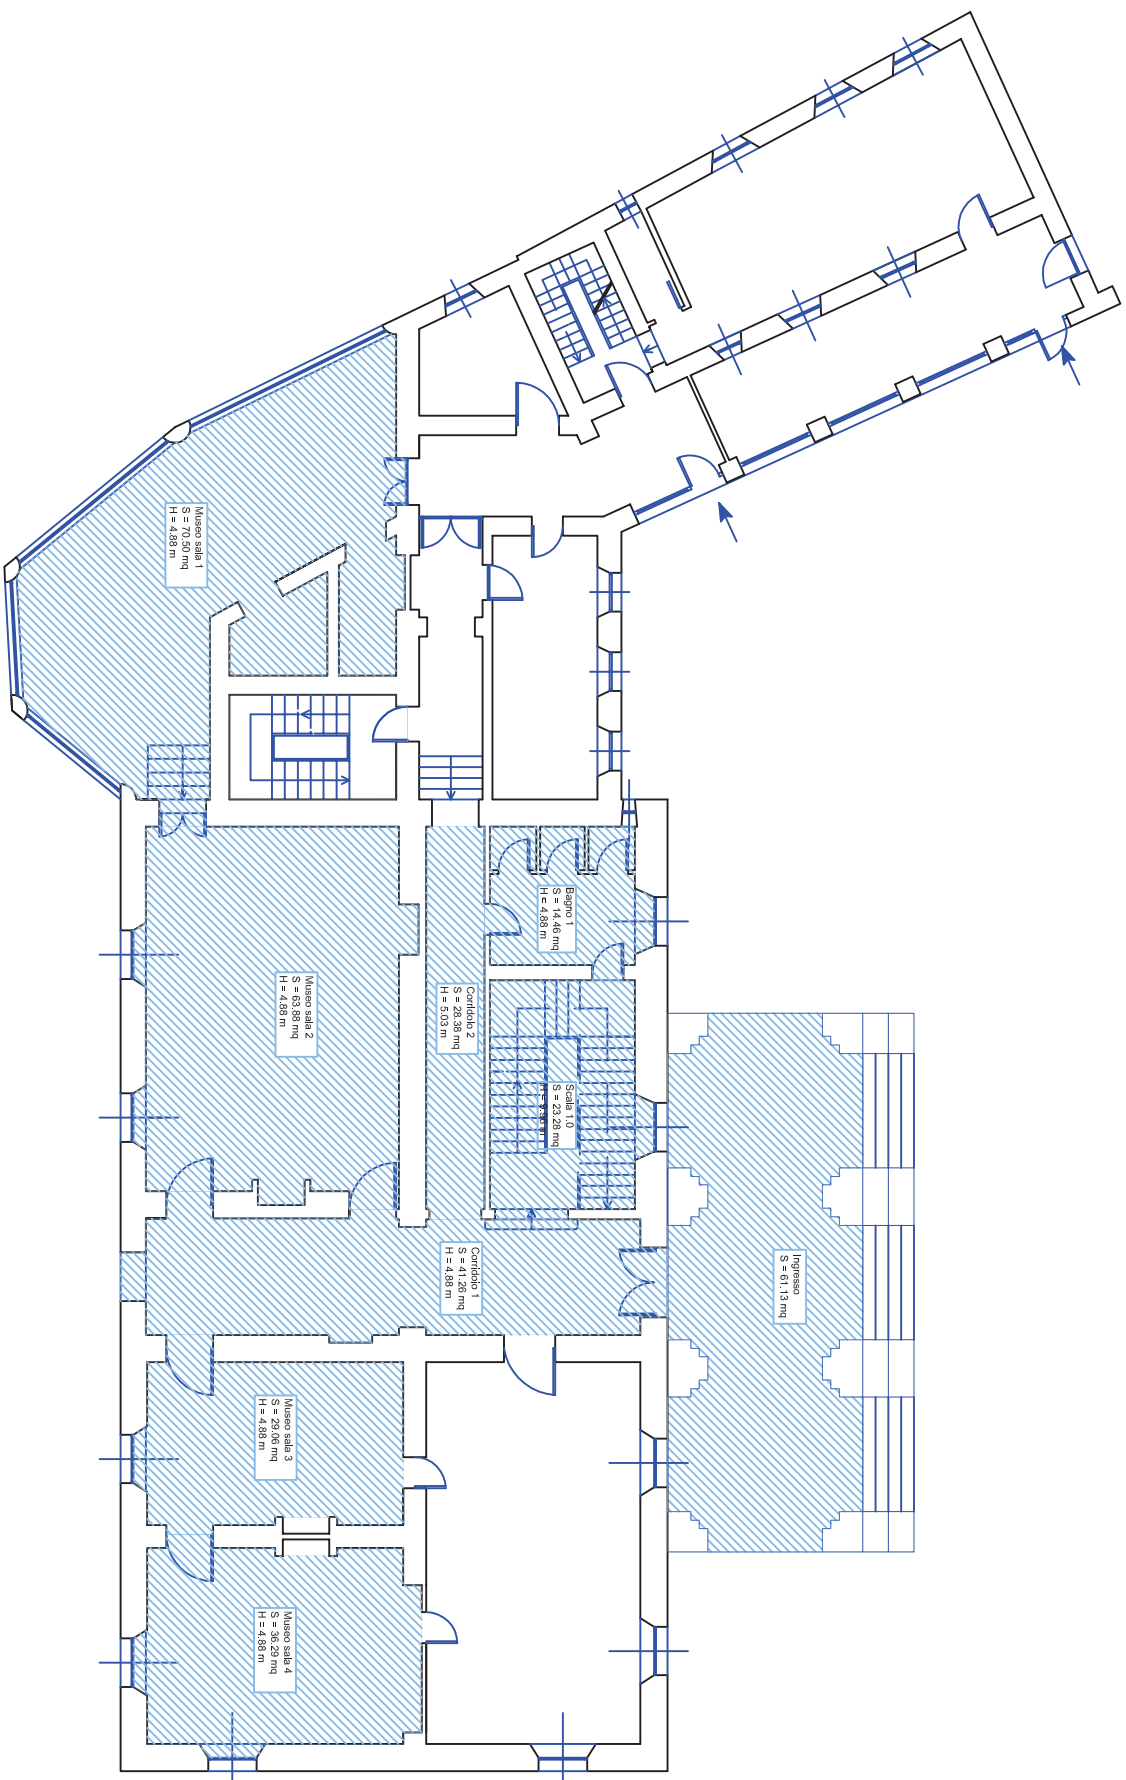 Museo sala 1
S = 70.50 mq
H = 4.88 m
Museo sala 2
S = 63.88 mq
H = 4.88 m
Corridoio 2
S = 28.38 mq
H = 5.03 m
Bagno 1
S = 14.46 mq
H = 4.88 m
Scala 1.0
S = 23.28 mq
Corridoio 1
S = 41.26 mq
H = 4.88 m
Ingresso
S = 61.13 mq
Museo sala 3
S = 29.06 mq
H = 4.88 m
Museo sala 4
S = 36.29 mq
H = 4.88 m